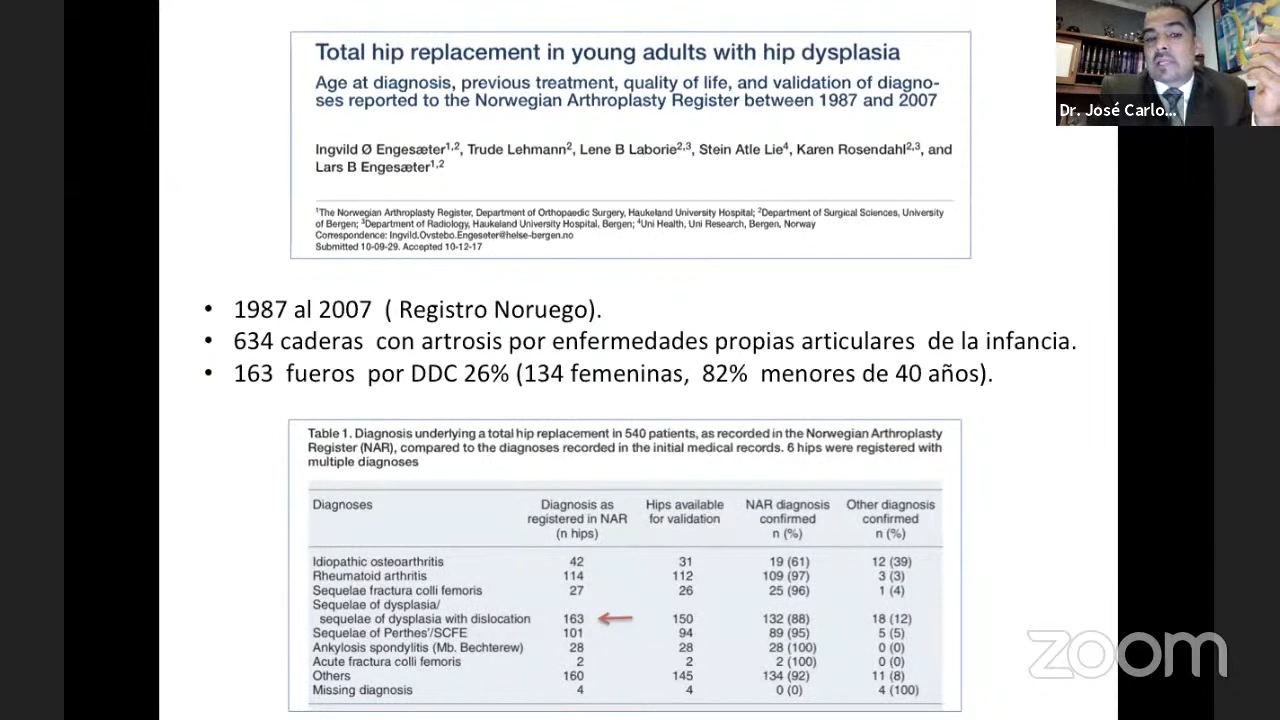 Total hip replacement in young adults with hip dysplasia
Age at diagnosis, previous treatment, quality of life, and validation of diagno-
ses reported to the Norwegian Arthroplasty Register between 1987 and 2007
Ingvild Ø Engesæter1,2, Trude Lehmann2, Lene B Laborie2,3, Stein Atle Lie4, Karen Rosendahl2,3, and
Lars B Engesæter1,2
1The Norwegian Arthroplasty Register, Department of Orthopaedic Surgery, Haukeland University Hospital; 2Department of Surgical Sciences, University
of Bergen; 3Department of Radiology, Haukeland University Hospital, Bergen; 4Uni Health, Uni Research, Bergen, Norway
Correspondence: Ingvild.Ovstebo.Engeseter@helse-bergen.no
Submitted 10-09-29. Accepted 10-12-17
Dr. José Carlo...
• 1987 al 2007 ( Registro Noruego).
• 634 caderas con artrosis por enfermedades propias articulares de la infancia.
• 163 fueros por DDC 26% (134 femeninas, 82% menores de 40 años).
Table 1. Diagnosis underlying a total hip replacement in 540 patients, as recorded in the Norwegian Arthroplasty
Register (NAR), compared to the diagnoses recorded in the initial medical records. 6 hips were registered with
multiple diagnoses
Diagnoses Diagnosis as Hips available NAR diagnosis Other diagnosis
registered in NAR for validation confirmed confirmed
(n hips) n (%) n (%)
Idiopathic osteoarthritis 42 31 19 (61) 12 (39)
Rheumatoid arthritis 114 112 109 (97) 3 (3)
Sequelae fractura colli femoris 27 26 25 (96) 1 (4)
Sequelae of dysplasia/
sequelae of dysplasia with dislocation 163 150 132 (88) 18 (12)
Sequelae of Perthes'/SCFE 101 94 89 (95) 5 (5)
Ankylosis spondylitis (Mb. Bechterew) 28 28 28 (100) 0 (0)
Acute fractura colli femoris 2 2 2 (100) 0 (0)
Others 160 145 134 (92) 11 (8)
Missing diagnosis 4 4 0 (0) 4 (100)
zoom